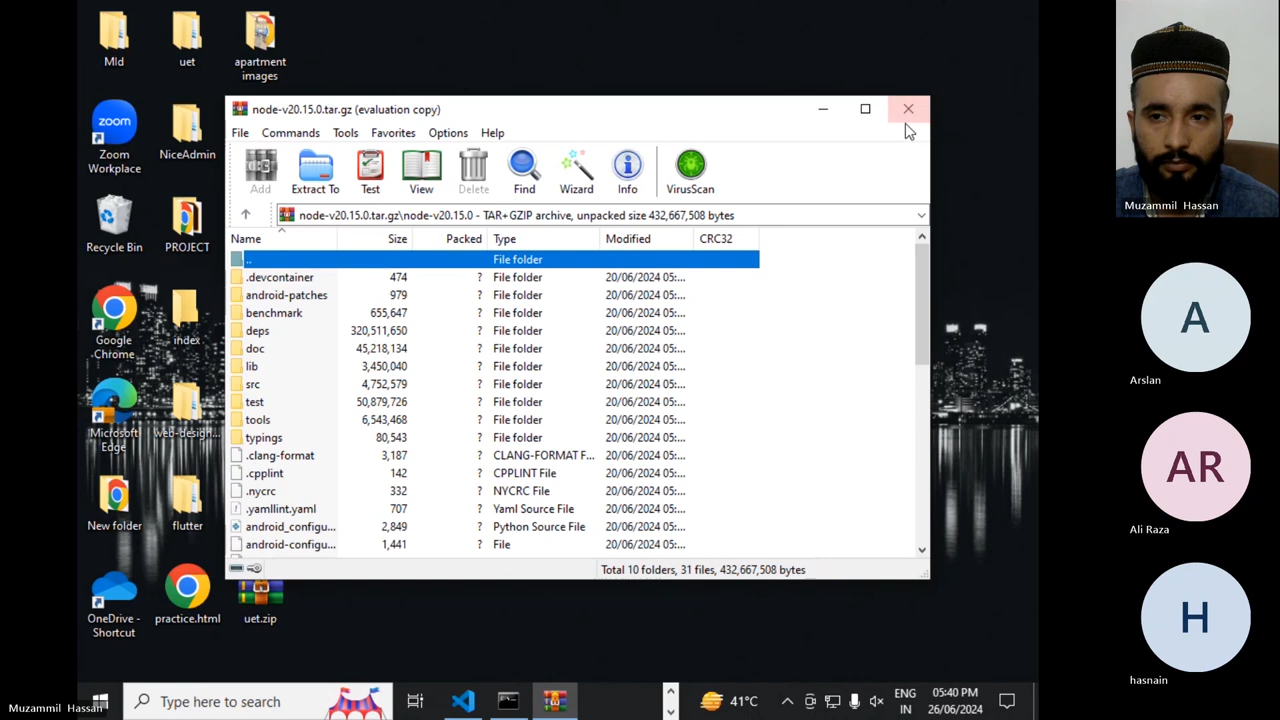 Mld
uet
apartment
images
zoom
Zoom
Workplace
NiceAdmin
Recycle Bin
PROJECT
Google
Chrome
index
Microsoft
Edge
web-design...
New folder
flutter
OneDrive -
Shortcut
practice.html
uet.zip
node-v20.15.0.tar.gz (evaluation copy)
File Commands Tools Favorites Options Help
Add Extract To Test View Delete Find Wizard Info VirusScan
node-v20.15.0.tar.gz\node-v20.15.0 - TAR+GZIP archive, unpacked size 432,667,508 bytes
Name Size Packed Type Modified CRC32
.. File folder
.devcontainer 474 ? File folder 20/06/2024 05:...
android-patches 979 ? File folder 20/06/2024 05:...
benchmark 655,647 ? File folder 20/06/2024 05:...
deps 320,511,650 ? File folder 20/06/2024 05:...
doc 45,218,134 ? File folder 20/06/2024 05:...
lib 3,450,040 ? File folder 20/06/2024 05:...
src 4,752,579 ? File folder 20/06/2024 05:...
test 50,879,726 ? File folder 20/06/2024 05:...
tools 6,543,468 ? File folder 20/06/2024 05:...
typings 80,543 ? File folder 20/06/2024 05:...
.clang-format 3,187 ? CLANG-FORMAT F... 20/06/2024 05:...
.cpplint 142 ? CPPLINT File 20/06/2024 05:...
.nycrc 332 ? NYCRC File 20/06/2024 05:...
.yamllint.yaml 707 ? Yaml Source File 20/06/2024 05:...
android_configu... 2,849 ? Python Source File 20/06/2024 05:...
android-configu... 1,441 ? File 20/06/2024 05:...
Total 10 folders, 31 files, 432,667,508 bytes
Type here to search
41°C
ENG
IN
05:40 PM
26/06/2024
Muzammil Hassan
Muzammil Hassan
A
Arslan
AR
Ali Raza
H
hasnain